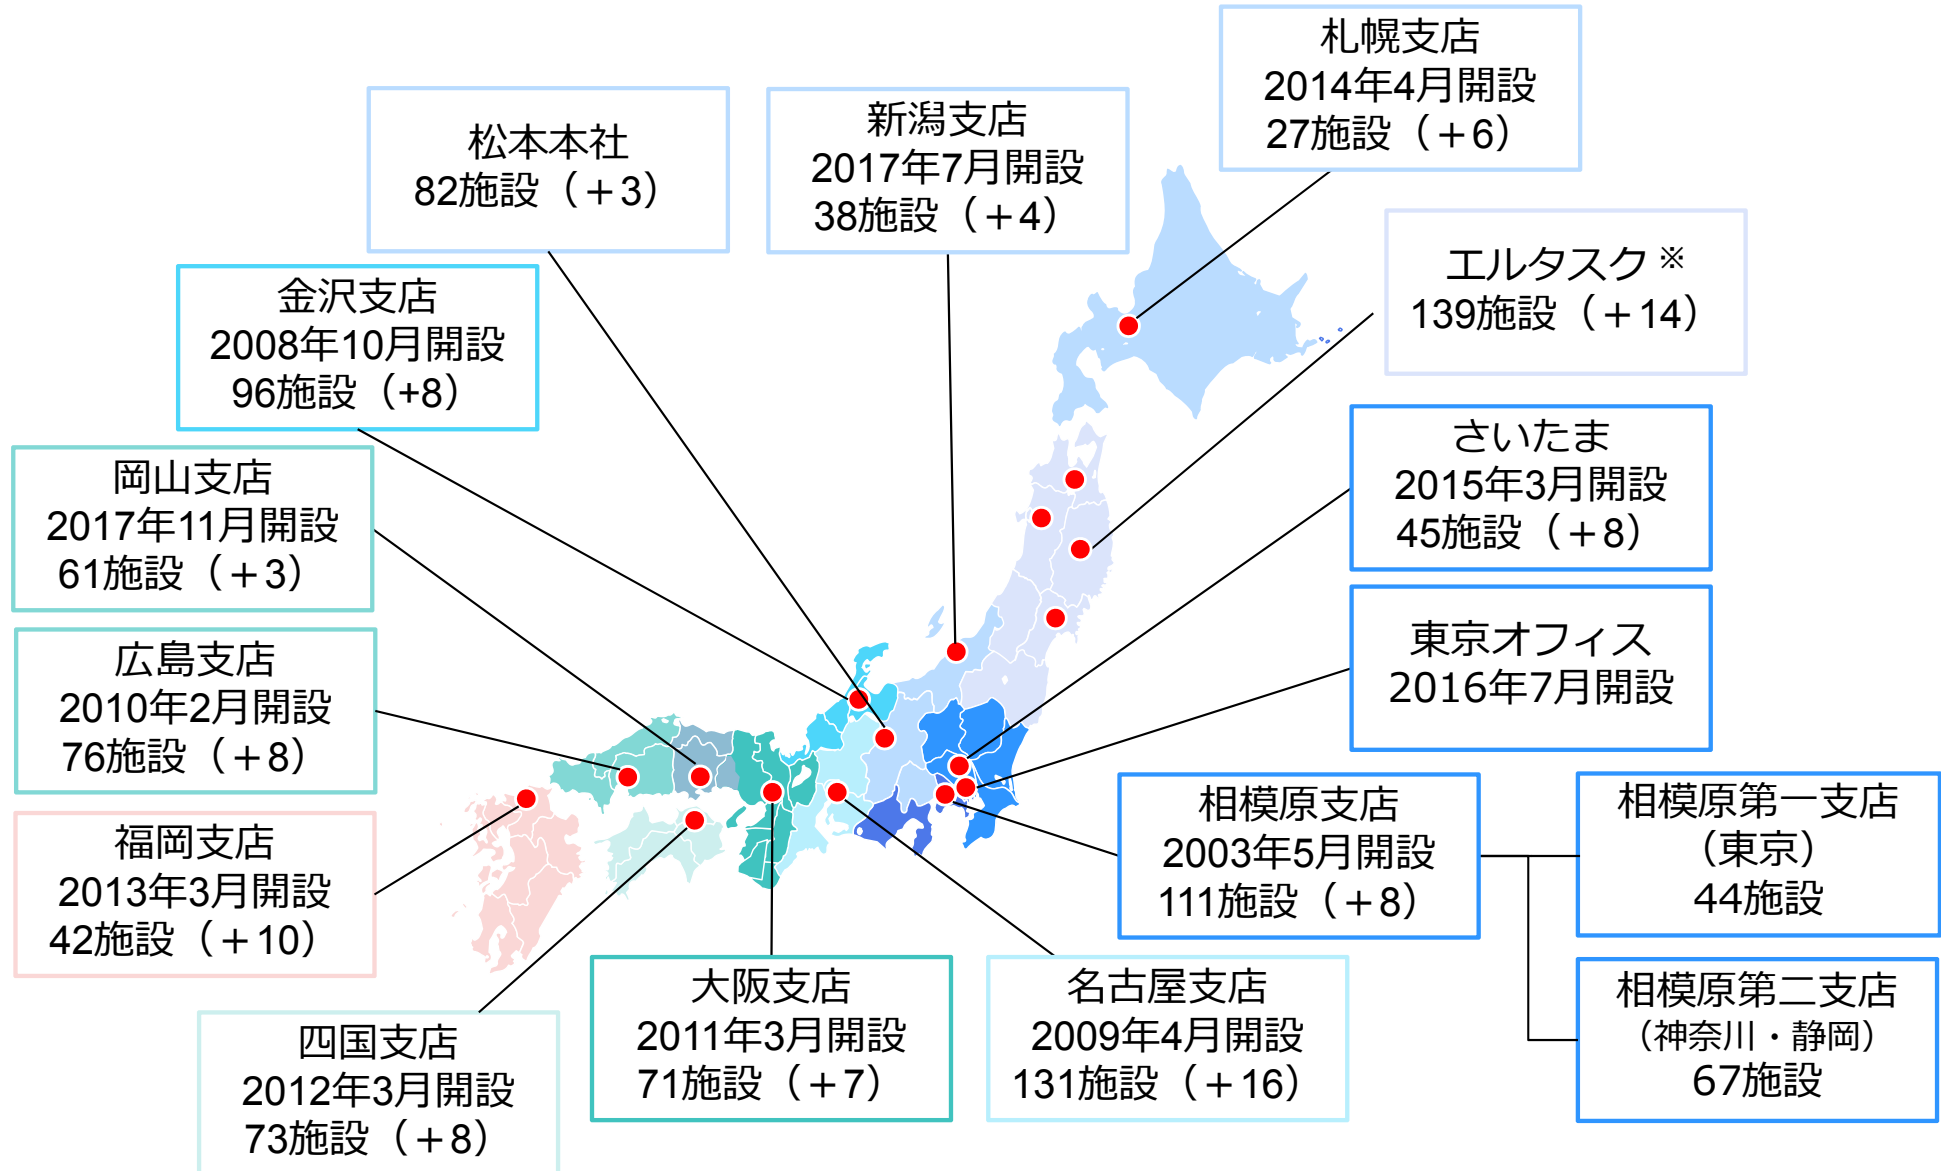 札幌支店
2014年4月開設
27施設（＋6）
松本本社
82施設（＋3）
新潟支店
2017年7月開設
38施設（＋4）
エルタスク※
139施設（＋14）
金沢支店
2008年10月開設
96施設（+8）
さいたま
2015年3月開設
45施設（＋8）
岡山支店
2017年11月開設
61施設（＋3）
東京オフィス
2016年7月開設
広島支店
2010年2月開設
76施設（＋8）
相模原支店
2003年5月開設
111施設（＋8）
相模原第一支店
（東京）
44施設
福岡支店
2013年3月開設
42施設（＋10）
相模原第二支店
（神奈川・静岡）
67施設
大阪支店
2011年3月開設
71施設（＋7）
名古屋支店
2009年4月開設
131施設（＋16）
四国支店
2012年3月開設
73施設（＋8）